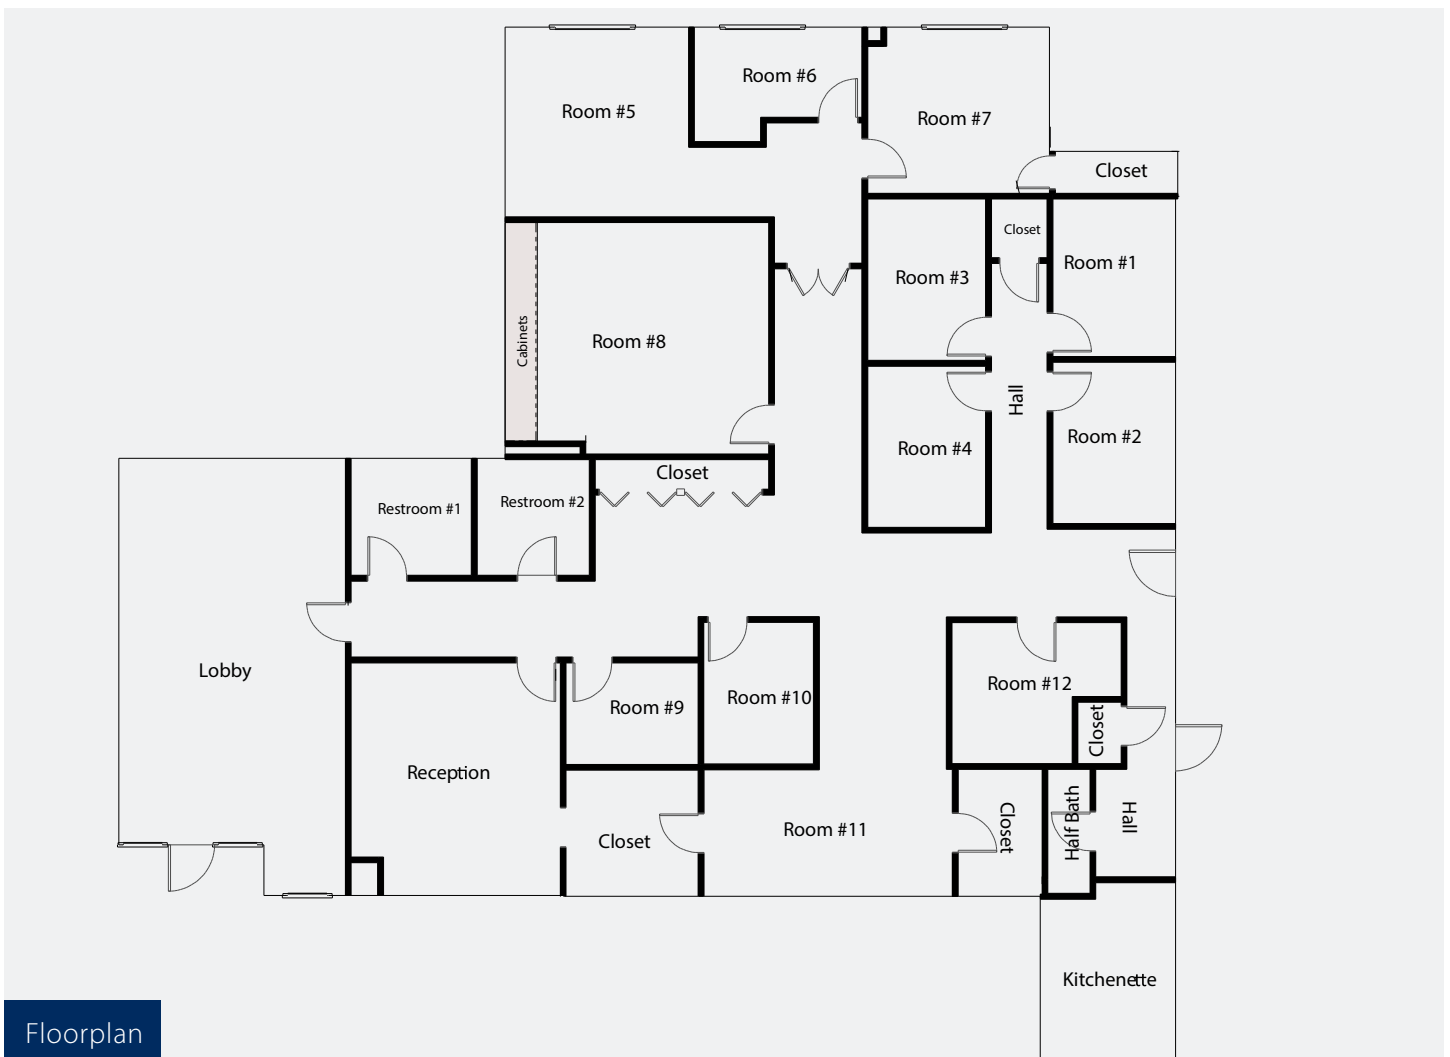 Room #6
Room #5
Room #7
Closet
Closet
Room #1
Room #3
Cabinets
Room #8
Hall
Room #2
Room #4
Closet
Restroom #1
Restroom #2
Lobby
Room #12
Room #10
Room #9
Closet
Reception
Closet
Half Bath
Hall
Room #11
Closet
Kitchenette
Floorplan